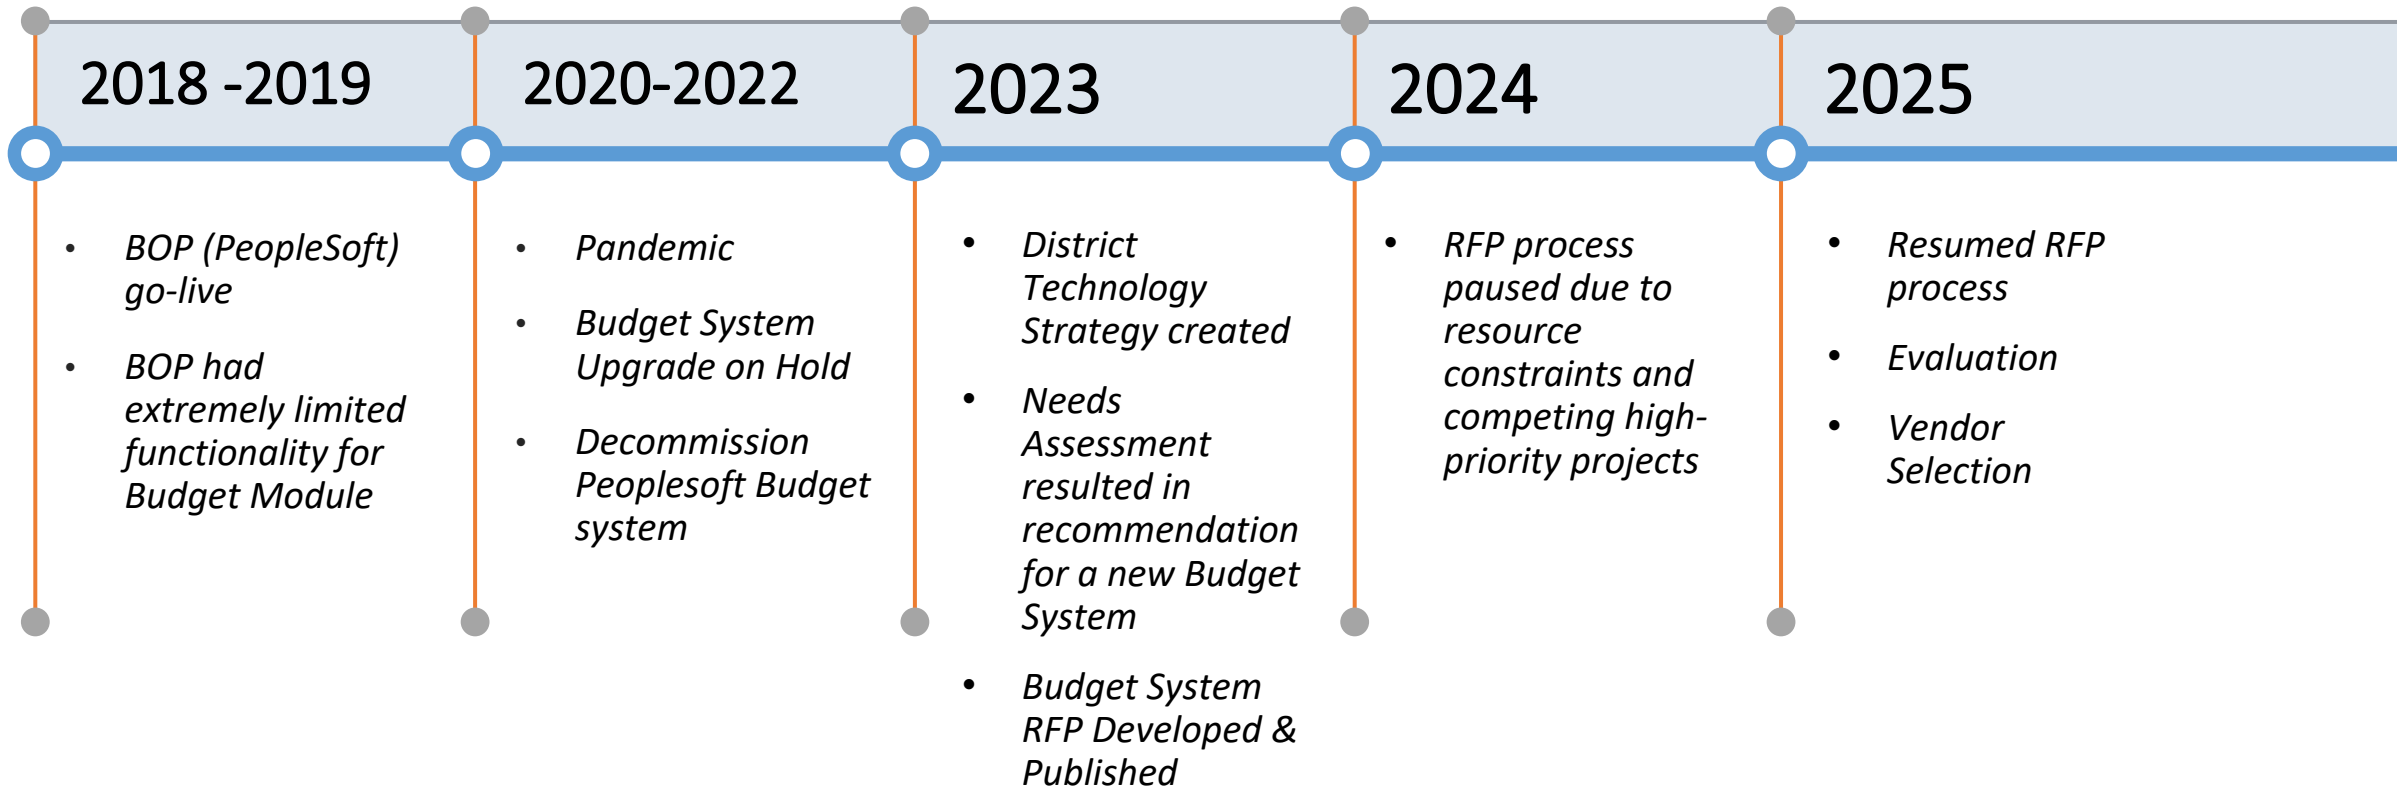 2018 -2019
• BOP (PeopleSoft)
go-live
• BOP had
extremely limited
functionality for
Budget Module
2020-2022
• Pandemic
• Budget System
Upgrade on Hold
• Decommission
Peoplesoft Budget
system
2023
• District
Technology
Strategy created
• Needs
Assessment
resulted in
recommendation
for a new Budget
System
• Budget System
RFP Developed &
Published
2024
• RFP process
paused due to
resource
constraints and
competing high-
priority projects
2025
• Resumed RFP
process
• Evaluation
• Vendor
Selection